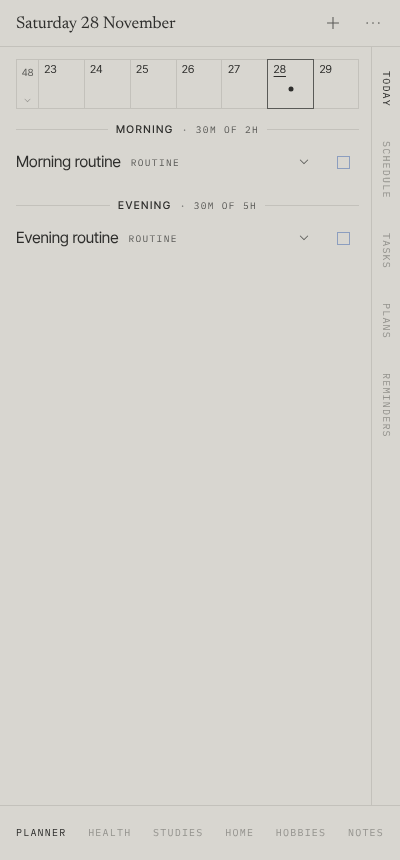 Saturday 28 November
48 23 24 25 26 27 28 29
MORNING · 30M OF 2H
Morning routine ROUTINE
EVENING · 30M OF 5H
Evening routine ROUTINE
TODAY
SCHEDULE
TASKS
PLANS
REMINDERS
PLANNER HEALTH STUDIES HOME HOBBIES NOTES